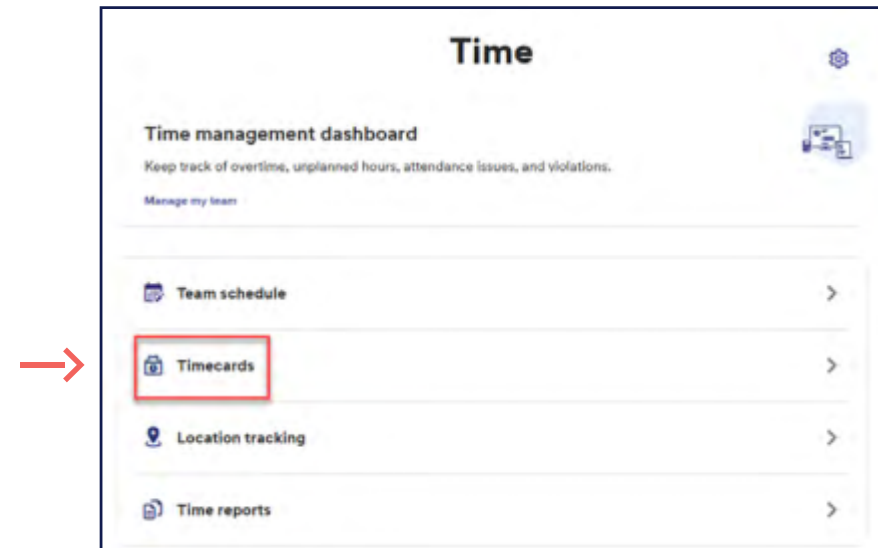 Time
Time management dashboard
Keep track of overtime, unplanned hours, attendance issues, and violations.
Manage my team
Team schedule
Timecards
Location tracking
Time reports